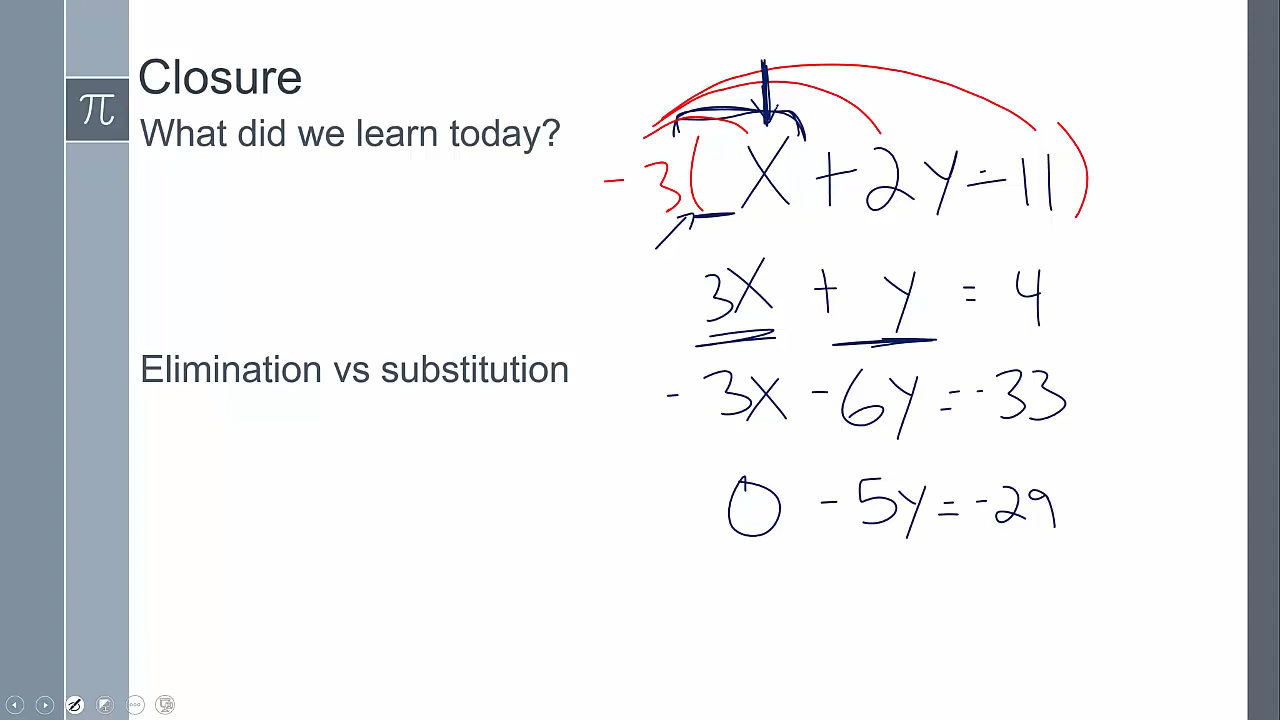 π
Closure
What did we learn today?
Elimination vs substitution
-3( x + 2y = 11 )
3x + y = 4
-3x - 6y = -33
0 - 5y = -29